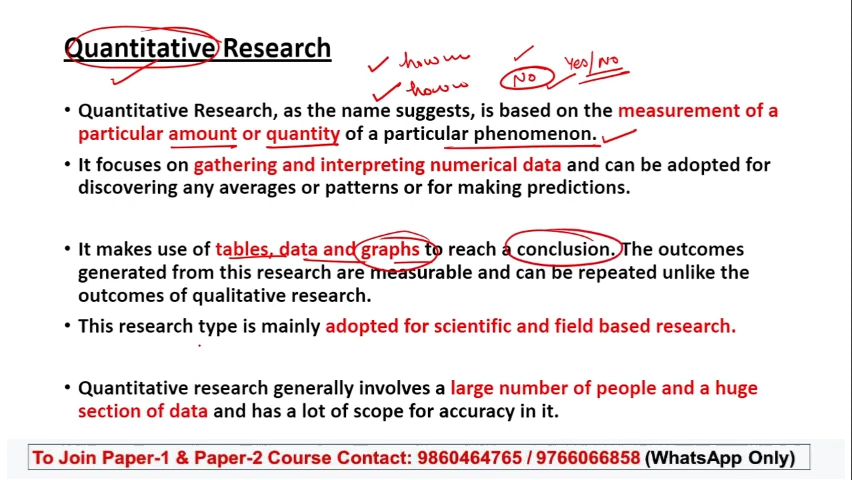 Quantitative Research
No
Yes/No
• Quantitative Research, as the name suggests, is based on the measurement of a
particular amount or quantity of a particular phenomenon.
• It focuses on gathering and interpreting numerical data and can be adopted for
discovering any averages or patterns or for making predictions.
• It makes use of tables, data and graphs to reach a conclusion. The outcomes
generated from this research are measurable and can be repeated unlike the
outcomes of qualitative research.
• This research type is mainly adopted for scientific and field based research.
• Quantitative research generally involves a large number of people and a huge
section of data and has a lot of scope for accuracy in it.
To Join Paper-1 & Paper-2 Course Contact: 9860464765 / 9766066858 (WhatsApp Only)